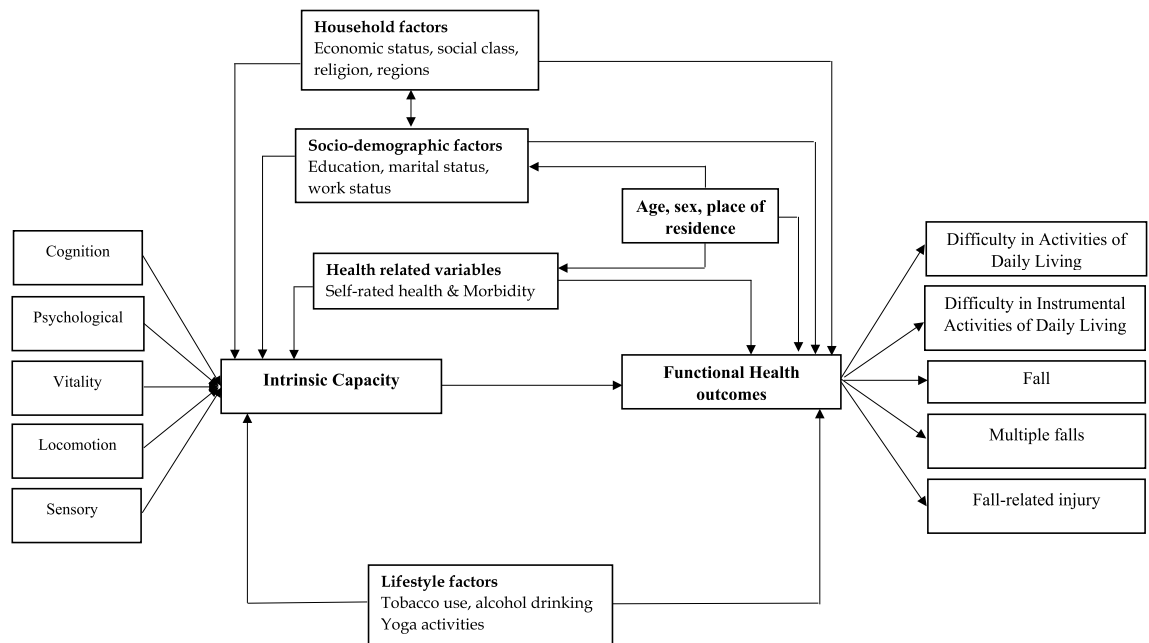 Household factors
Economic status, social class,
religion, regions
Socio-demographic factors
Education, marital status,
work status
Age, sex, place of
residence
Health related variables
Self-rated health & Morbidity
Cognition
Psychological
Vitality
Locomotion
Sensory
Intrinsic Capacity
Functional Health
outcomes
Difficulty in Activities of
Daily Living
Difficulty in Instrumental
Activities of Daily Living
Fall
Multiple falls
Fall-related injury
Lifestyle factors
Tobacco use, alcohol drinking
Yoga activities